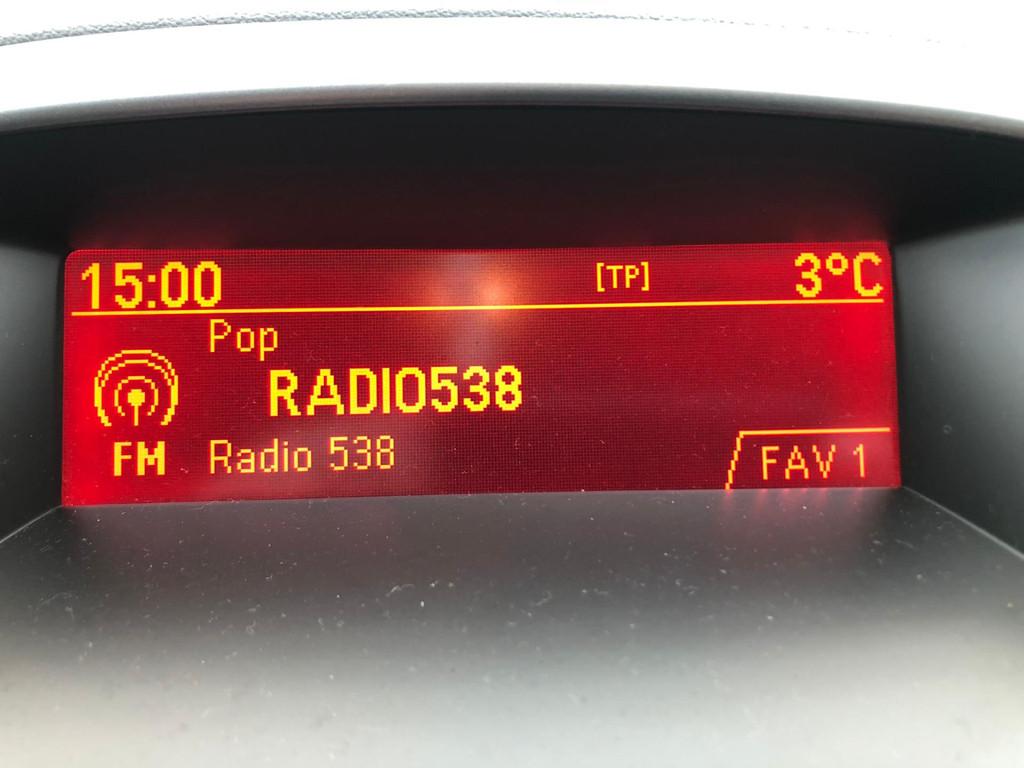 15:00 [TP] 3°C
Pop
RADIO538
FM Radio 538
FAV 1